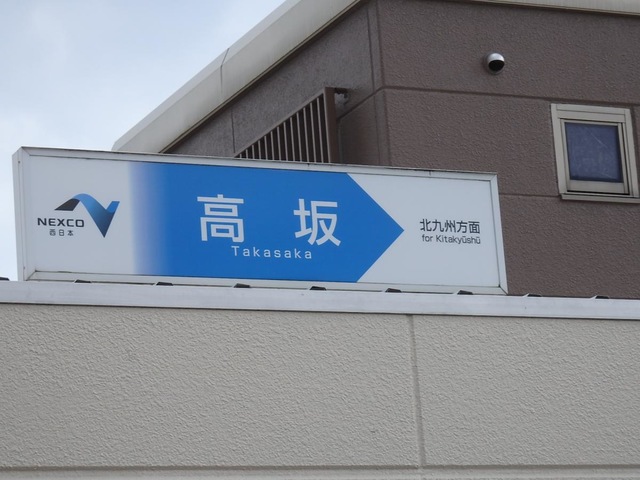 NEXCO
西日本
高坂
Takasaka
北九州方面
for Kitakyūshū